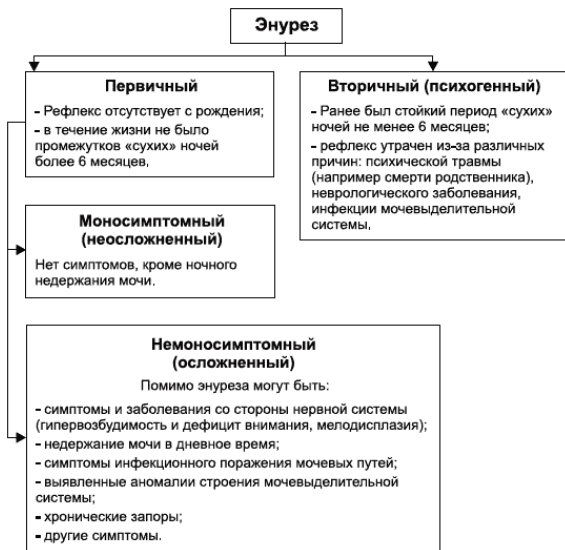 Энурез
Первичный
– Рефлекс отсутствует с рождения;
– в течение жизни не было
промежутков «сухих» ночей
более 6 месяцев.
Вторичный (психогенный)
– Ранее был стойкий период «сухих»
ночей не менее 6 месяцев;
– рефлекс утрачен из-за различных
причин: психической травмы
(например смерти родственника),
неврологического заболевания,
инфекции мочевыделительной
системы.
Моносимптомный
(неосложненный)
Нет симптомов, кроме ночного
недержания мочи.
Немоносимптомный
(осложненный)
Помимо энуреза могут быть:
– симптомы и заболевания со стороны нервной системы
(гипервозбудимость и дефицит внимания, мелодисплазия);
– недержание мочи в дневное время;
– симптомы инфекционного поражения мочевых путей;
– выявленные аномалии строения мочевыделительной
системы;
– хронические запоры;
– другие симптомы.